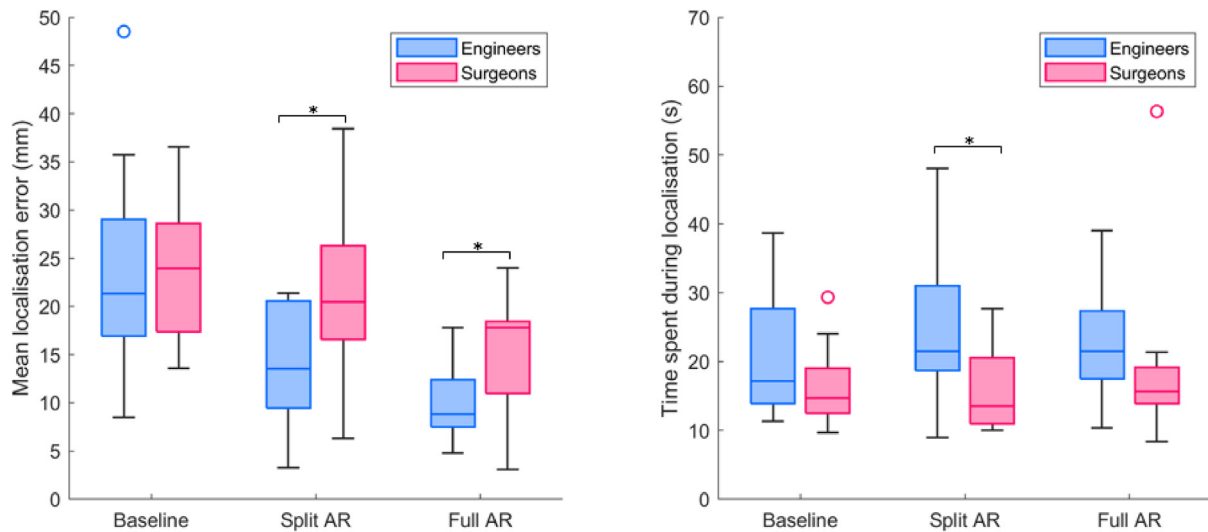 Mean localisation error (mm)
50
45
40
35
30
25
20
15
10
5
0
Engineers
Surgeons
*
*
Baseline
Split AR
Full AR
Time spent during localisation (s)
70
60
50
40
30
20
10
0
Engineers
Surgeons
*
Baseline
Split AR
Full AR